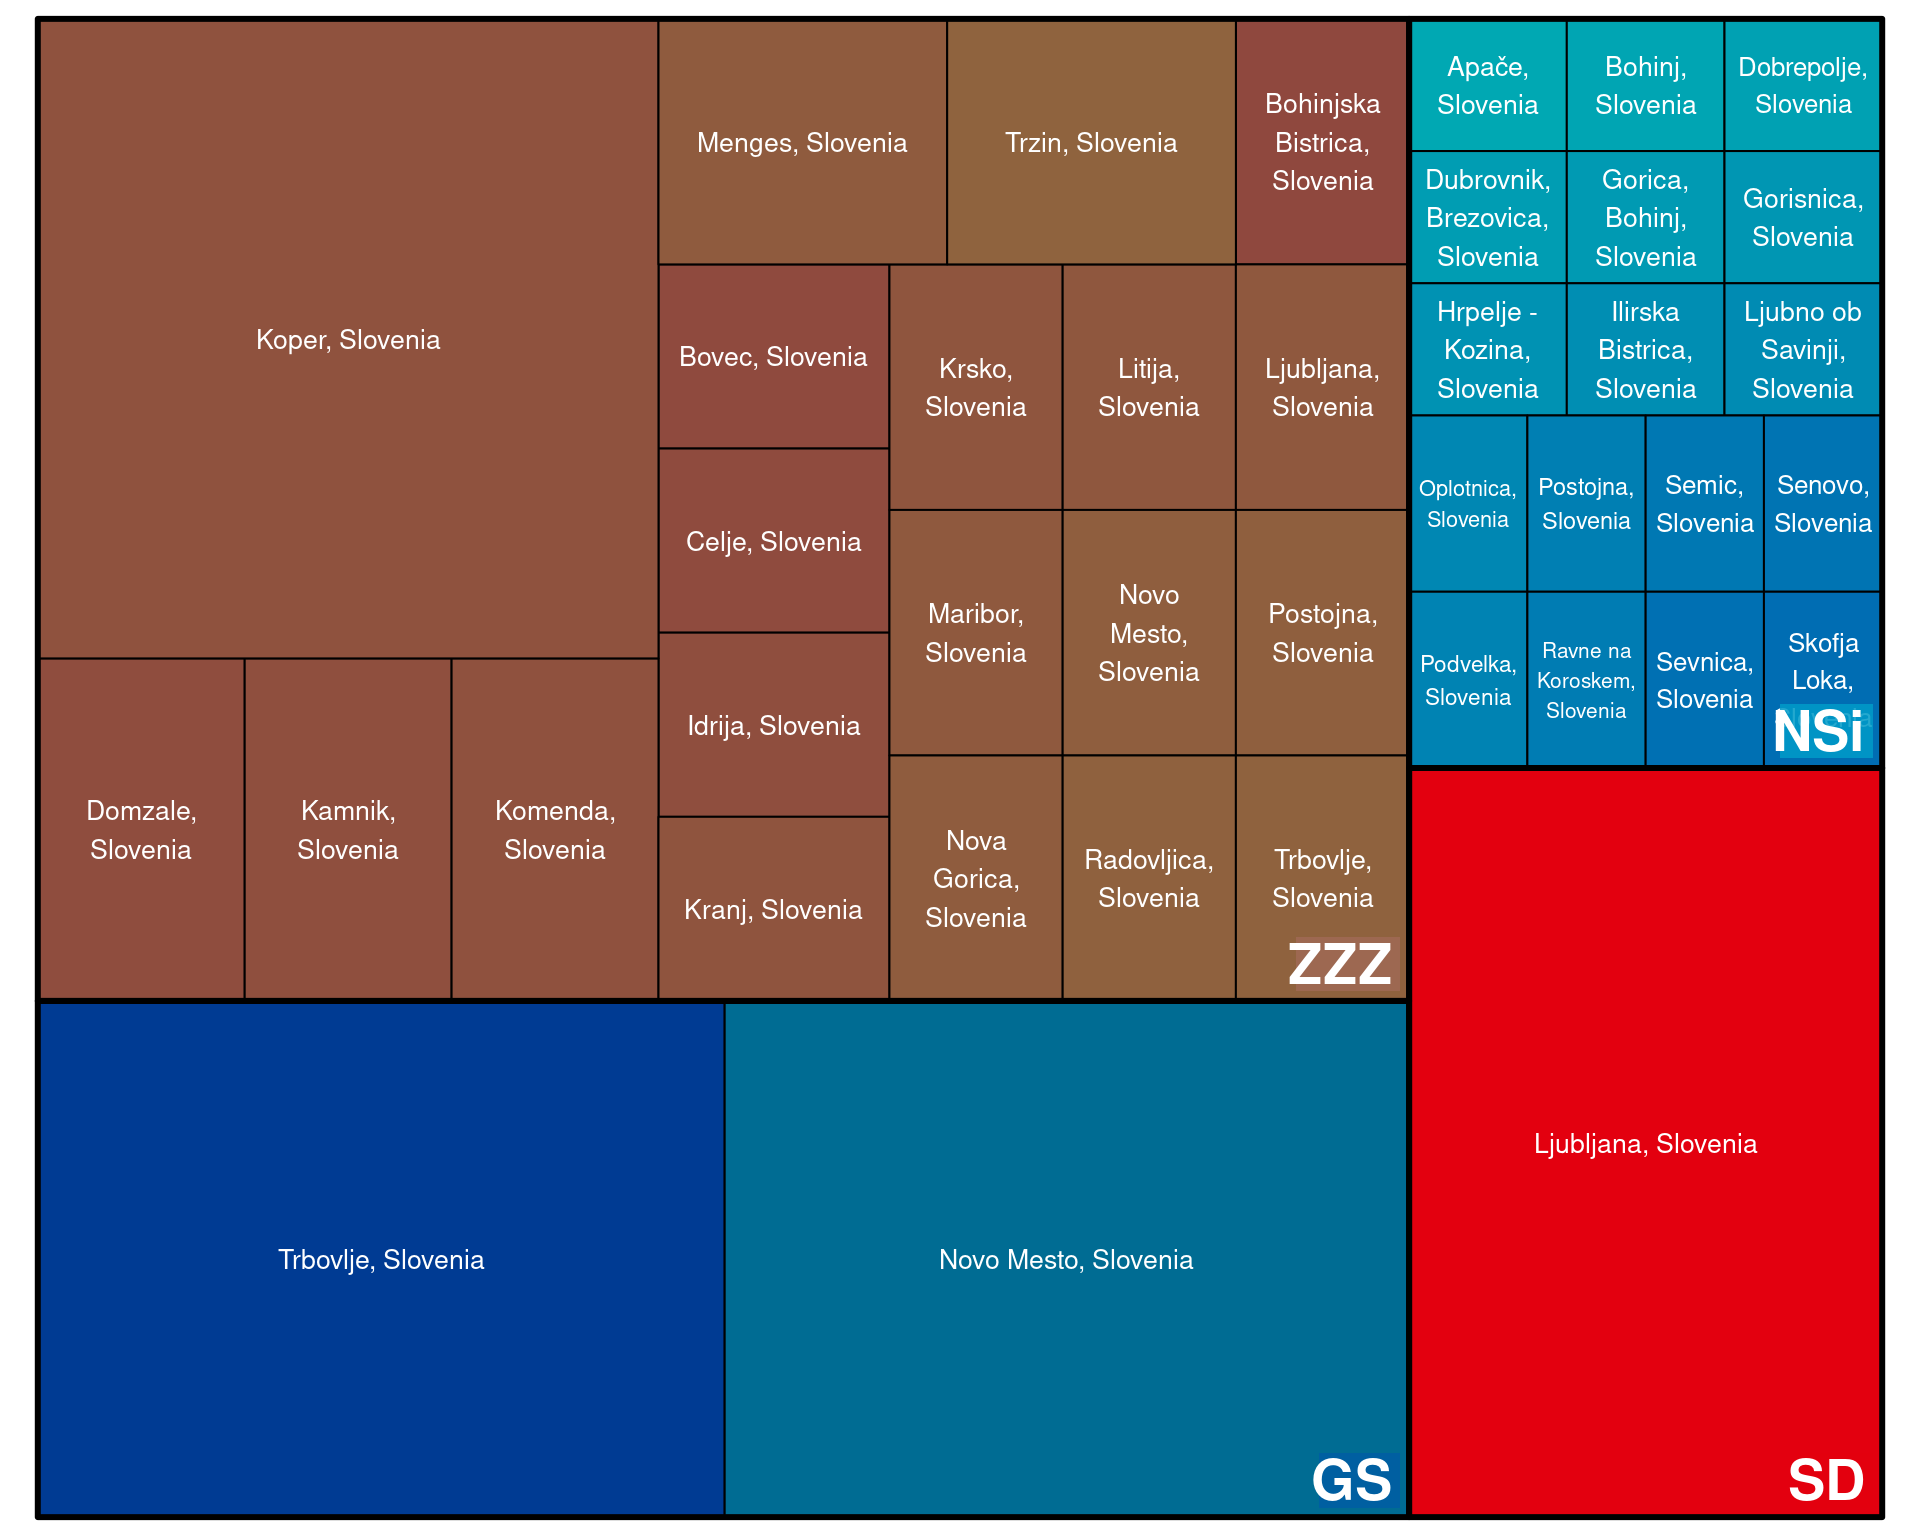 Koper, Slovenia
Menges, Slovenia
Trzin, Slovenia
Bohinjska
Bistrica,
Slovenia
Bovec, Slovenia
Krsko,
Slovenia
Litija,
Slovenia
Ljubljana,
Slovenia
Celje, Slovenia
Maribor,
Slovenia
Novo
Mesto,
Slovenia
Postojna,
Slovenia
Idrija, Slovenia
Domzale,
Slovenia
Kamnik,
Slovenia
Komenda,
Slovenia
Kranj, Slovenia
Nova
Gorica,
Slovenia
Radovljica,
Slovenia
Trbovlje,
Slovenia
ZZZ
Apače,
Slovenia
Bohinj,
Slovenia
Dobrepolje,
Slovenia
Dubrovnik,
Brezovica,
Slovenia
Gorica,
Bohinj,
Slovenia
Gorisnica,
Slovenia
Hrpelje -
Kozina,
Slovenia
Ilirska
Bistrica,
Slovenia
Ljubno ob
Savinji,
Slovenia
Oplotnica,
Slovenia
Postojna,
Slovenia
Semic,
Slovenia
Senovo,
Slovenia
Podvelka,
Slovenia
Ravne na
Koroskem,
Slovenia
Sevnica,
Slovenia
Skofja
Loka,
NSi
Trbovlje, Slovenia
Novo Mesto, Slovenia
GS
Ljubljana, Slovenia
SD